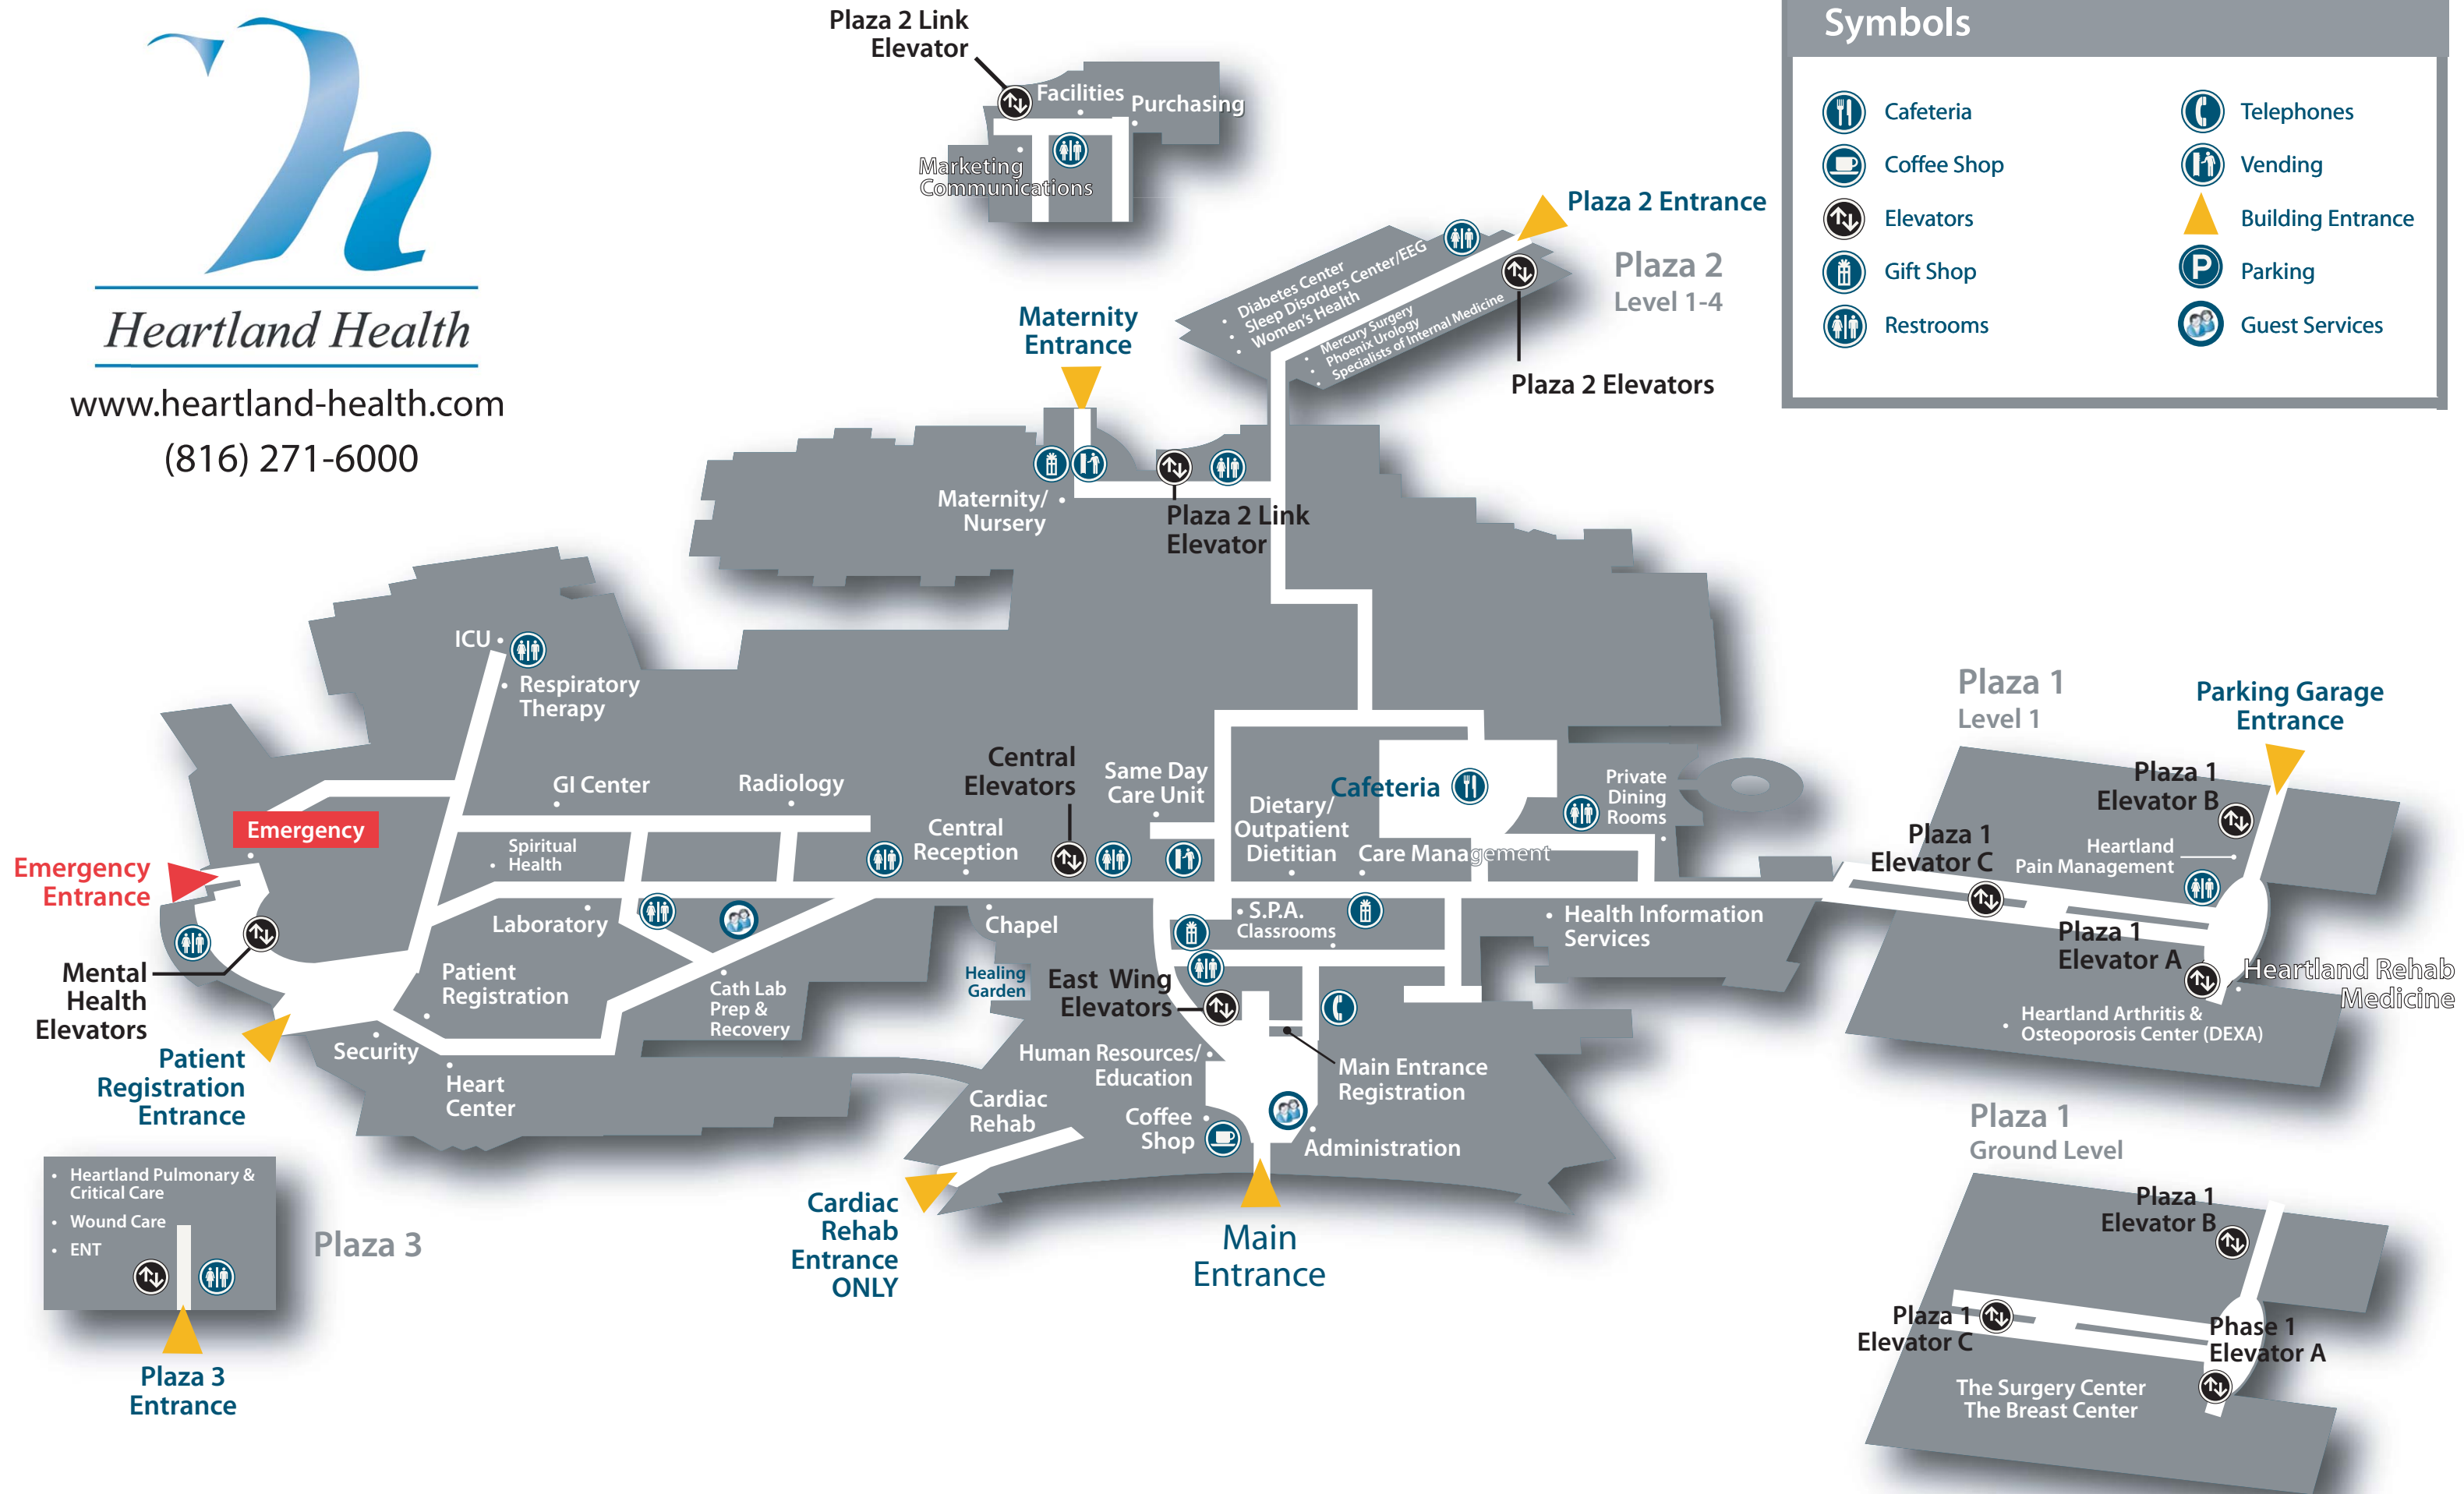 Heartland Health
www.heartland-health.com
(816) 271-6000
Plaza 2 Link
Elevator
Facilities
Purchasing
Marketing
Communications
Symbols
Cafeteria
Coffee Shop
Elevators
Gift Shop
Restrooms
Telephones
Vending
Building Entrance
P
Parking
Guest Services
Plaza 2 Entrance
Plaza 2
Level 1-4
• Diabetes Center
• Sleep Disorders Center/EEG
• Women's Health
• Mercury Surgery
• Phoenix Urology
• Specialists of Internal Medicine
Plaza 2 Elevators
Maternity
Entrance
Maternity/
Nursery
Plaza 2 Link
Elevator
ICU
Respiratory
Therapy
GI Center
Radiology
Central
Elevators
Same Day
Care Unit
Cafeteria
Dietary/
Outpatient
Dietitian
Care Management
Private
Dining
Rooms
Emergency
Emergency
Entrance
Spiritual
Health
Central
Reception
Laboratory
Chapel
• S.P.A.
Classrooms
• Health Information
Services
Mental
Health
Elevators
Patient
Registration
Cath Lab
Prep &
Recovery
Healing
Garden
East Wing
Elevators
Patient
Registration
Entrance
Security
Heart
Center
Human Resources/
Education
Main Entrance
Registration
Cardiac
Rehab
Coffee
Shop
Administration
Cardiac
Rehab
Entrance
ONLY
Main
Entrance
• Heartland Pulmonary &
Critical Care
• Wound Care
• ENT
Plaza 3
Plaza 3
Entrance
Plaza 1
Level 1
Parking Garage
Entrance
Plaza 1
Elevator B
Plaza 1
Elevator C
Heartland
Pain Management
Plaza 1
Elevator A
Heartland Rehab
Medicine
• Heartland Arthritis &
Osteoporosis Center (DEXA)
Plaza 1
Ground Level
Plaza 1
Elevator B
Plaza 1
Elevator C
Phase 1
Elevator A
The Surgery Center
The Breast Center